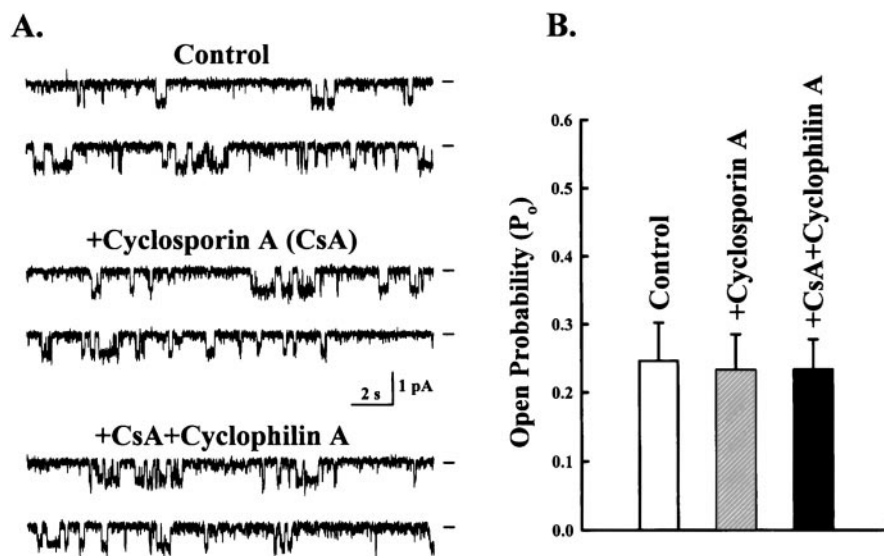 A.
Control
+Cyclosporin A (CsA)
2 s
1 pA
+CsA+Cyclophilin A
B.
Open Probability (Po)
0.6
0.5
0.4
0.3
0.2
0.1
0.0
Control
+Cyclosporin A
+CsA+Cyclophilin A